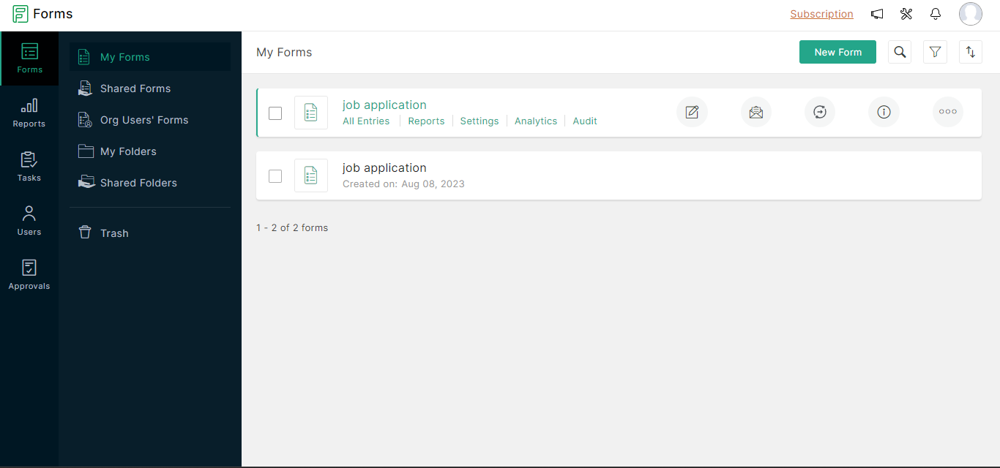 Forms
Subscription
Forms
Reports
Tasks
Users
Approvals
My Forms
Shared Forms
Org Users' Forms
My Folders
Shared Folders
Trash
My Forms
New Form
job application
All Entries Reports Settings Analytics Audit
job application
Created on: Aug 08, 2023
1 - 2 of 2 forms